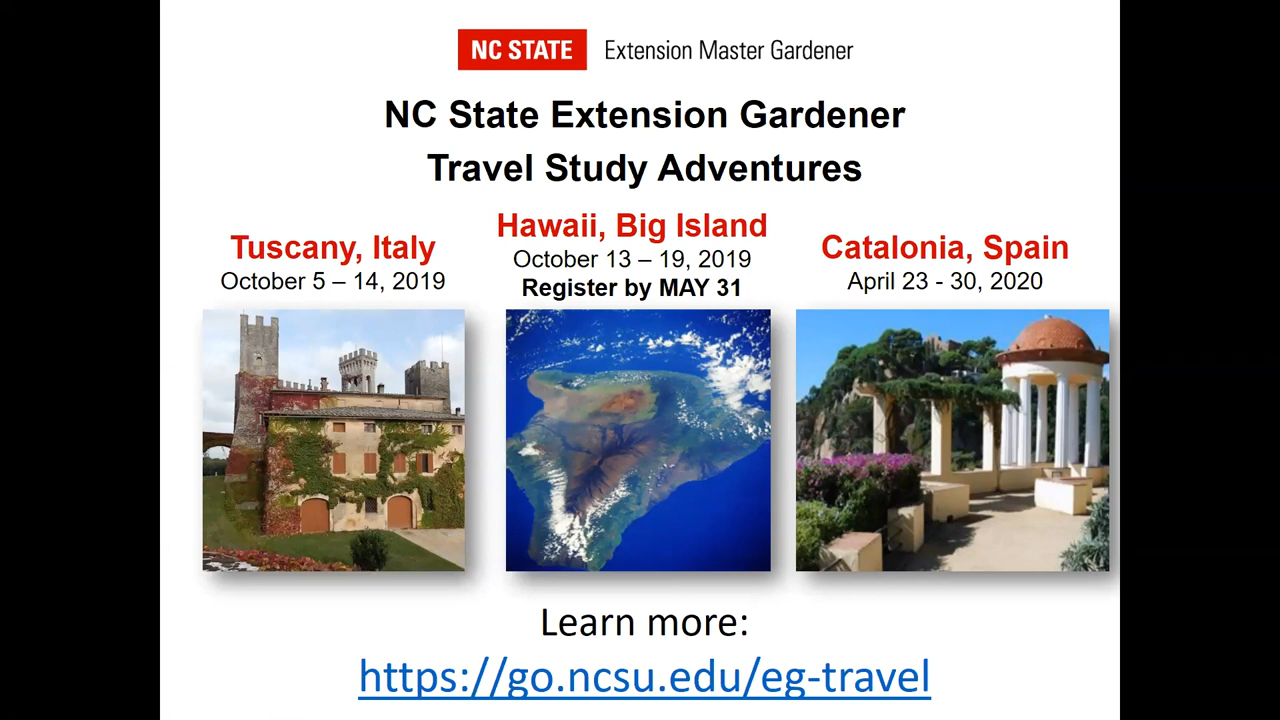 NC STATE Extension Master Gardener
NC State Extension Gardener
Travel Study Adventures
Tuscany, Italy
October 5 – 14, 2019
Hawaii, Big Island
October 13 – 19, 2019
Register by MAY 31
Catalonia, Spain
April 23 - 30, 2020
Learn more:
https://go.ncsu.edu/eg-travel